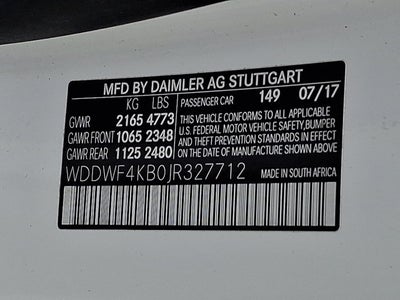 MFD BY DAIMLER AG STUTTGART
KG LBS PASSENGER CAR 149 07/17
GVWR 2165 4773
GAWR FRONT 1065 2348
GAWR REAR 1125 2480
THIS VEHICLE CONFORMS TO ALL APPLICABLE
U.S. FEDERAL MOTOR VEHICLE SAFETY, BUMPER
AND THEFT PREVENTION STANDARDS IN EFFECT
ON THE DATE OF MANUFACTURE SHOWN ABOVE.
WDDWF4KB0JR327712 MADE IN SOUTH AFRICA